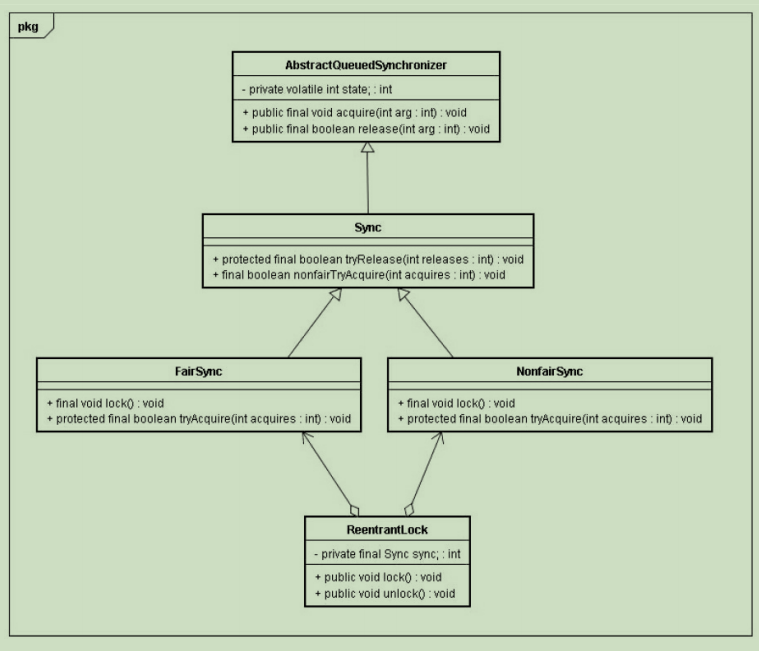 pkg
AbstractQueuedSynchronizer
- private volatile int state; : int
+ public final void acquire(int arg : int) : void
+ public final boolean release(int arg : int) : void
Sync
+ protected final boolean tryRelease(int releases : int) : void
+ final boolean nonfairTryAcquire(int acquires : int) : void
FairSync
+ final void lock() : void
+ protected final boolean tryAcquire(int acquires : int) : void
NonfairSync
+ final void lock() : void
+ protected final boolean tryAcquire(int acquires : int) : void
ReentrantLock
- private final Sync sync; : int
+ public void lock() : void
+ public void unlock() : void